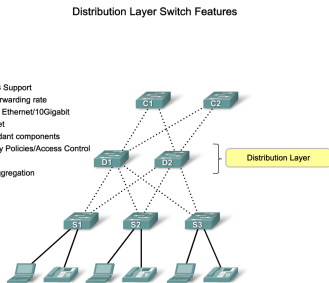 Distribution Layer Switch Features
Support
rwarding rate
Ethernet/10Gigabit
et
dant components
y Policies/Access Control
ggregation
C1
C2
D1
D2
Distribution Layer
S1
S2
S3